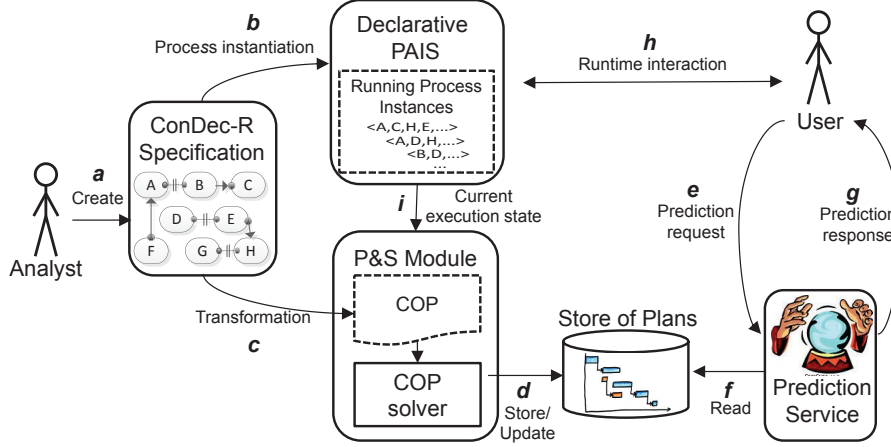 b
Process instantiation
Declarative
PAIS
Running Process
Instances
<A,C,H,E,...>
<A,D,H,...>
<B,D,...>
...
h
Runtime interaction
User
ConDec-R
Specification
A
B
C
D
E
F
G
H
a
Create
Analyst
i
Current
execution state
e
Prediction
request
g
Prediction
response
P&S Module
COP
Transformation
c
COP
solver
d
Store/
Update
Store of Plans
f
Read
Prediction
Service